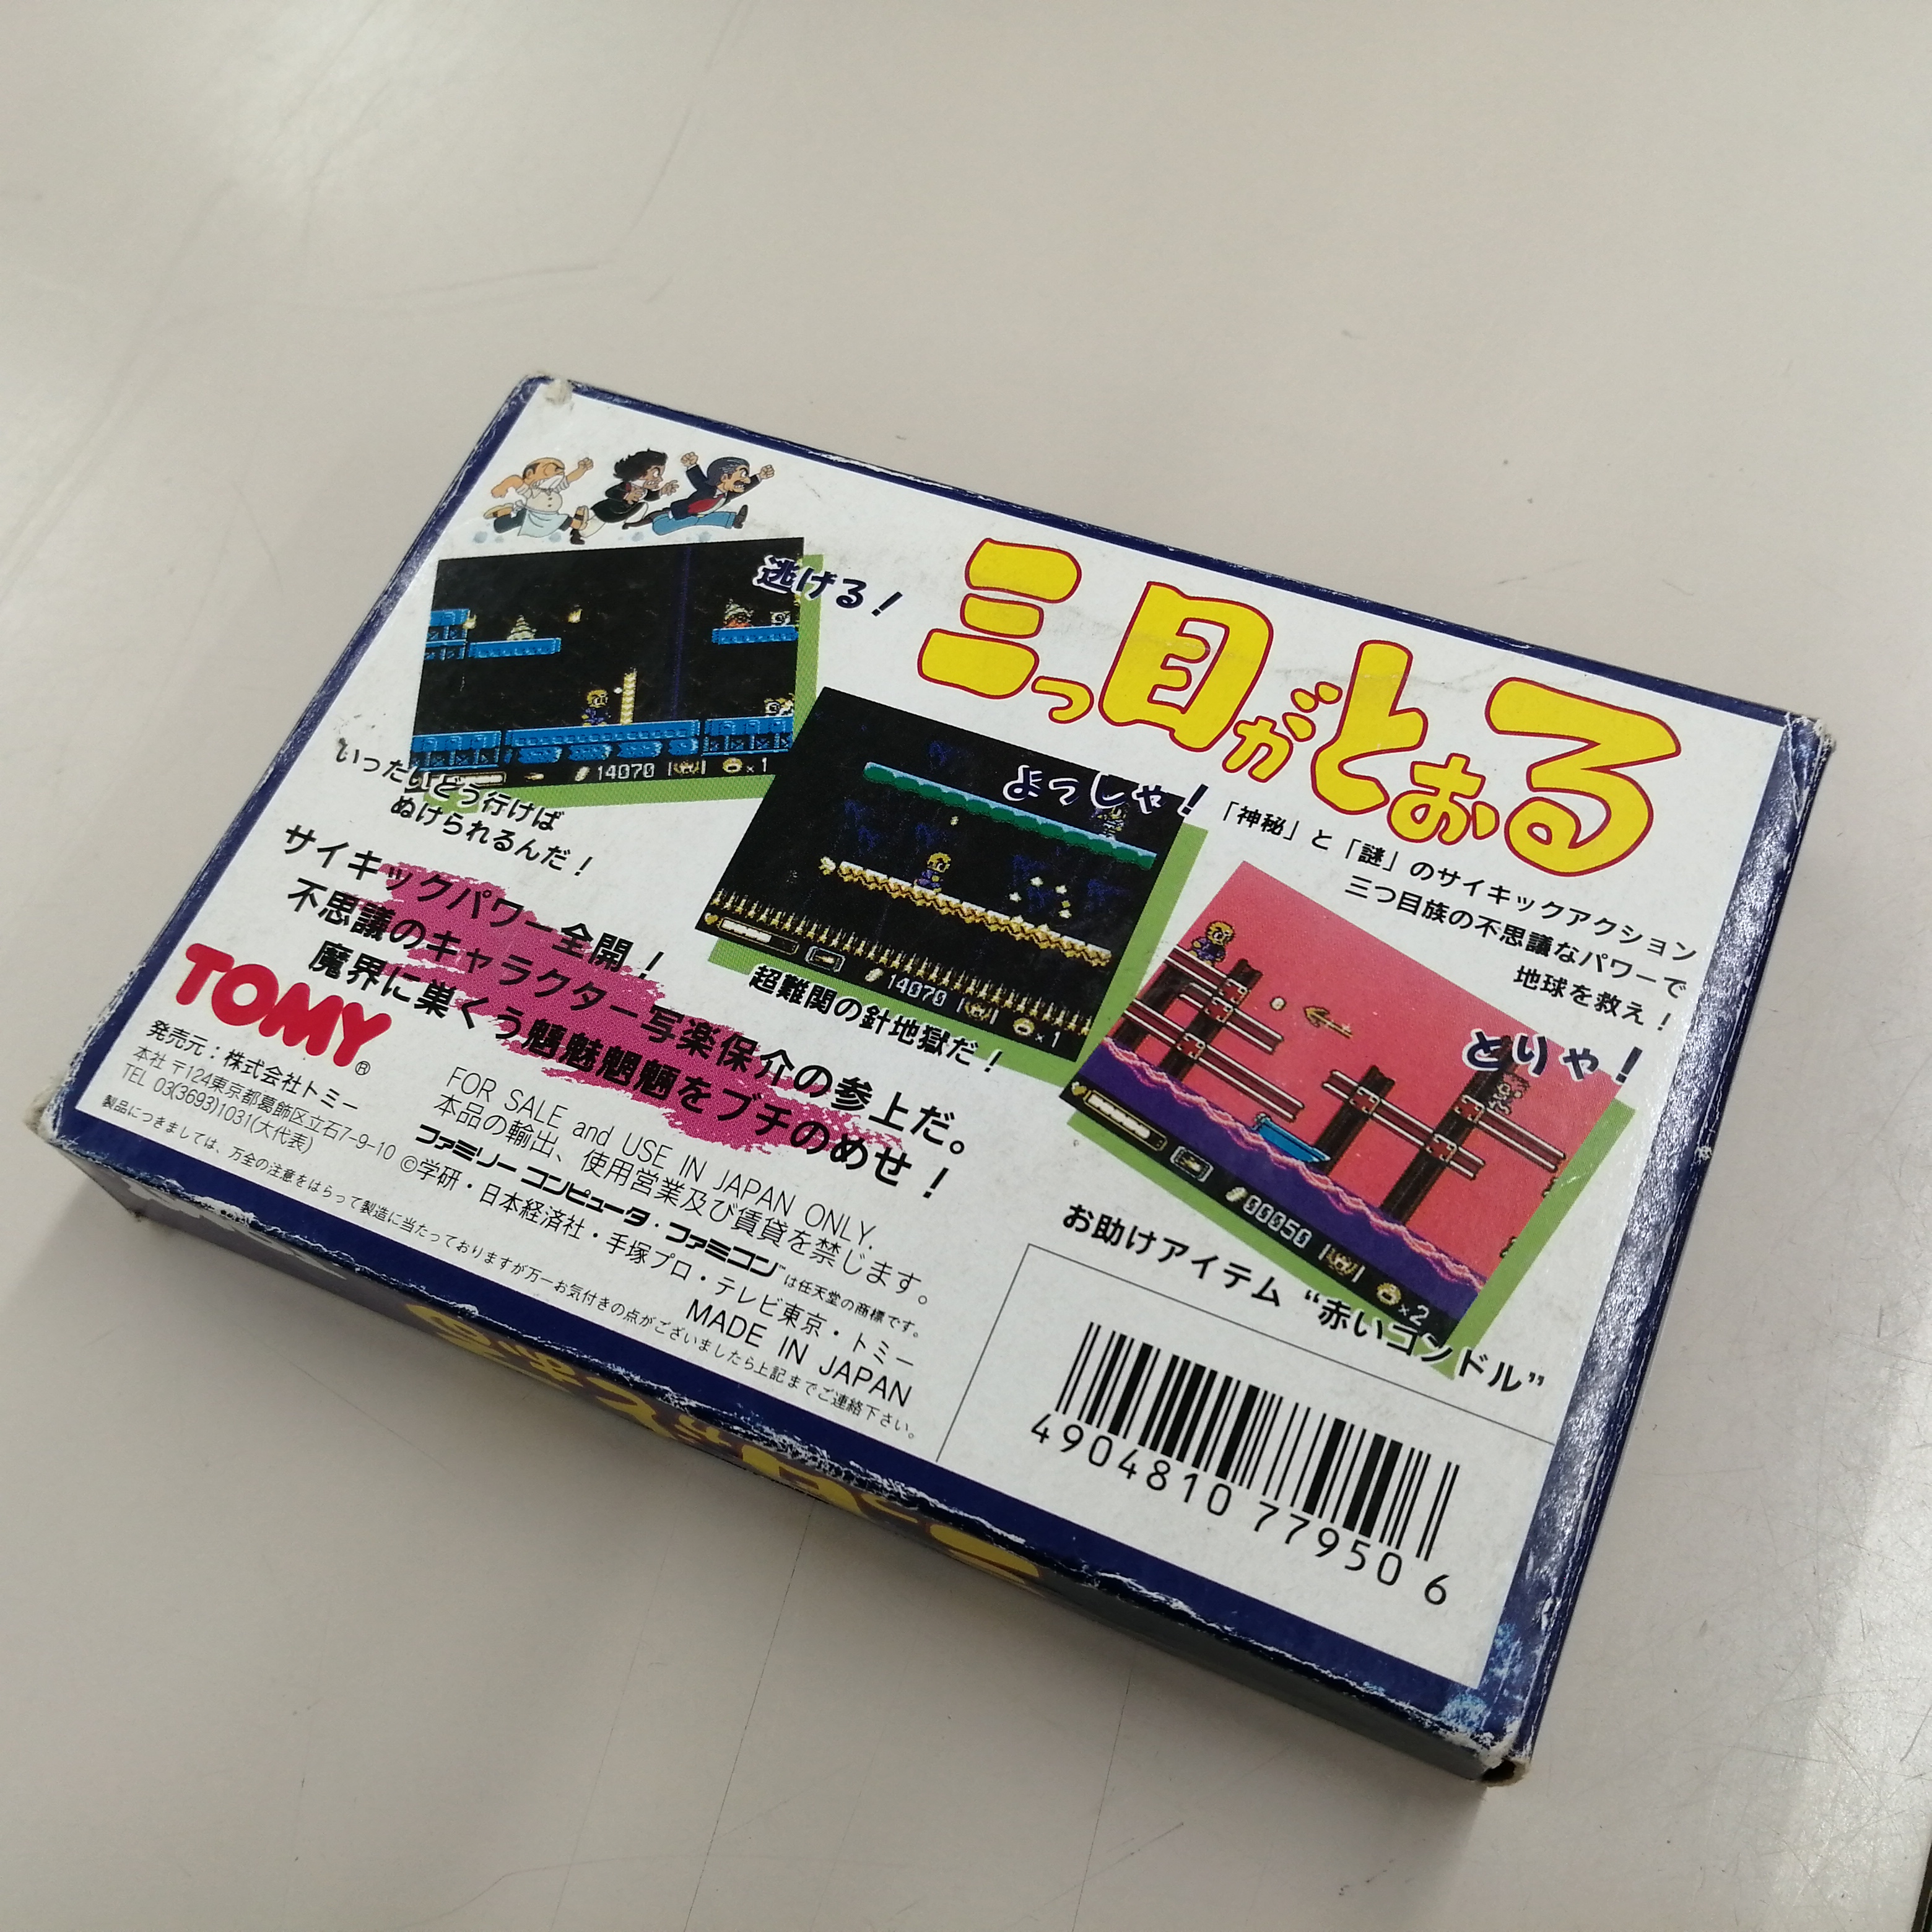 三つ目がとおる
「神秘」と「謎」のサイキックアクション
三つ目族の不思議なパワーで
地球を救え！
逃げる！
14070
×1
いったいどう行けば
ぬけられるんだ！
よっしゃ！
14070
×1
超難関の針地獄だ！
とりゃ！
00050
×2
お助けアイテム“赤いコンドル”
サイキックパワー全開！
不思議のキャラクター写楽保介の参上だ。
魔界に巣くう魑魅魍魎をブチのめせ！
TOMY®
発売元：株式会社トミー
本社 〒124東京都葛飾区立石7-9-10
TEL 03(3693)1031(大代表)
FOR SALE and USE IN JAPAN ONLY.
本品の輸出、使用営業及び賃貸を禁じます。
ファミリーコンピュータ・ファミコン™は任天堂の商標です。
©学研・日本経済社・手塚プロ・テレビ東京・トミー
MADE IN JAPAN
製品につきましては、万全の注意をはらって製造に当たっておりますが万一お気付きの点がございましたら上記までご連絡下さい。
4904810 77950 6